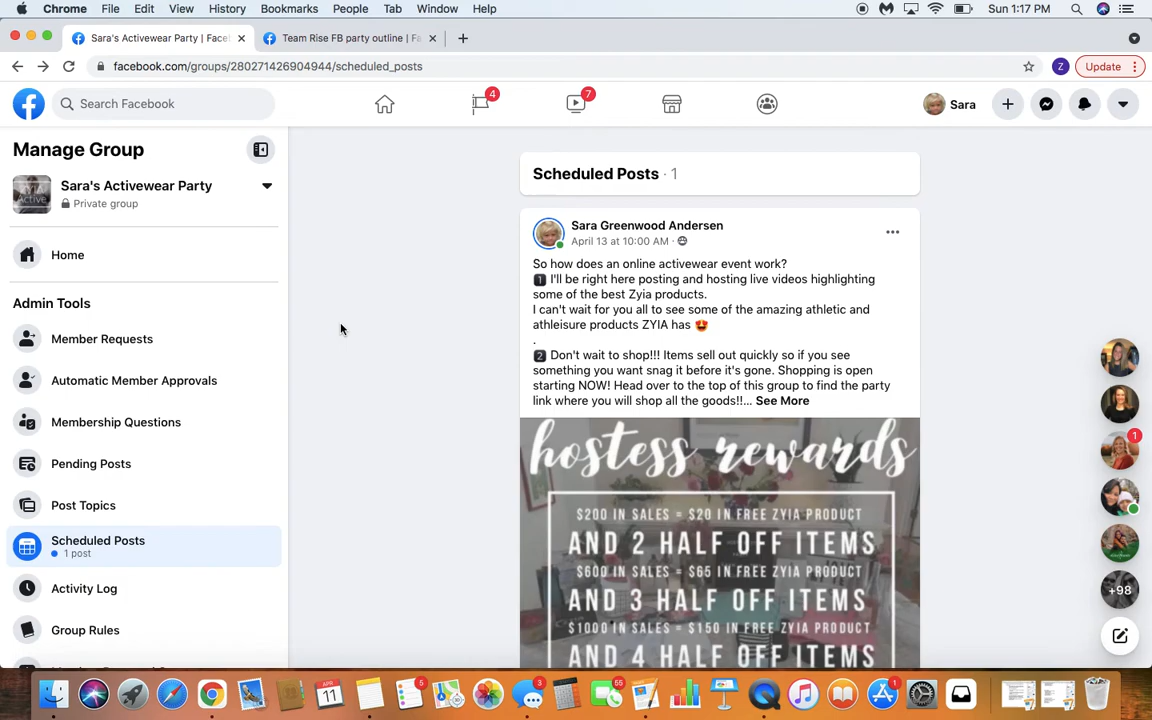 Chrome File Edit View History Bookmarks People Tab Window Help Sun 1:17 PM
Sara's Activewear Party | Face Team Rise FB party outline | Fa
facebook.com/groups/280271426904944/scheduled_posts Z Update
Search Facebook 4 7 Sara
Manage Group
Sara's Activewear Party
Private group
Home
Admin Tools
Member Requests
Automatic Member Approvals
Membership Questions
Pending Posts
Post Topics
Scheduled Posts
1 post
Activity Log
Group Rules
Scheduled Posts · 1
Sara Greenwood Andersen
April 13 at 10:00 AM ·
So how does an online activewear event work?
1 I'll be right here posting and hosting live videos highlighting
some of the best Zyia products.
I can't wait for you all to see some of the amazing athletic and
athleisure products ZYIA has 😍
.
2 Don't wait to shop!!! Items sell out quickly so if you see
something you want snag it before it's gone. Shopping is open
starting NOW! Head over to the top of this group to find the party
link where you will shop all the goods!!... See More
hostess rewards
$200 IN SALES = $20 IN FREE ZYIA PRODUCT
AND 2 HALF OFF ITEMS
$600 IN SALES = $65 IN FREE ZYIA PRODUCT
AND 3 HALF OFF ITEMS
$1000 IN SALES = $150 IN FREE ZYIA PRODUCT
AND 4 HALF OFF ITEMS
1
+98
APR
11
5
3
55
1